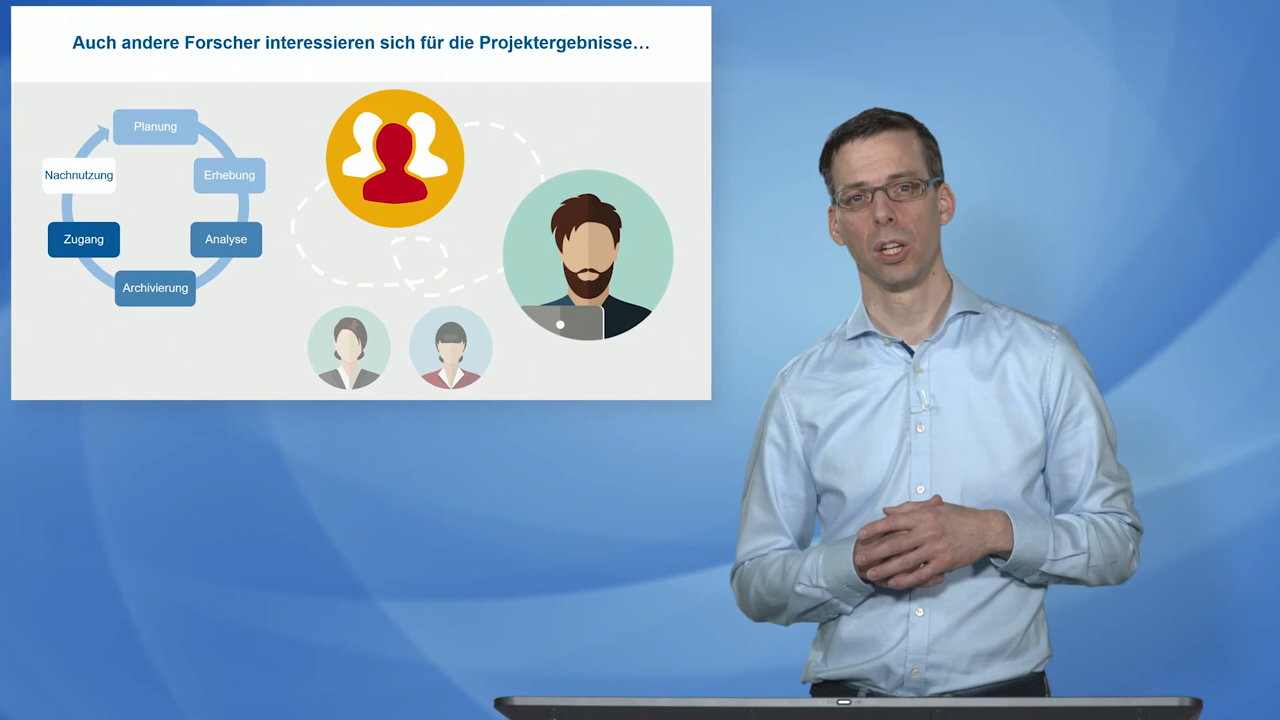 Auch andere Forscher interessieren sich für die Projektergebnisse…
Planung
Nachnutzung
Erhebung
Zugang
Analyse
Archivierung